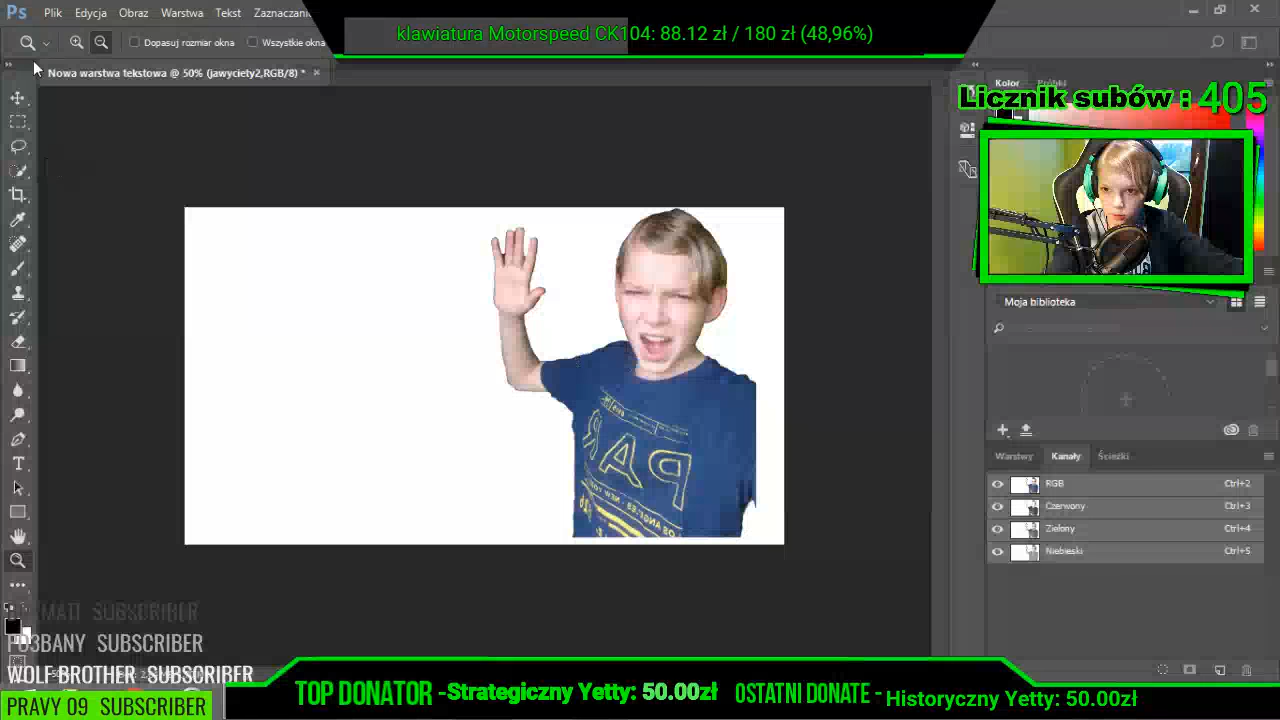 Ps Plik Edycja Obraz Warstwa Tekst
klawiatura Motorspeed CK104: 88.12 zł / 180 zł (48,96%)
Dopasuj rozmiar okna Wszystkie okna
Nowa warstwa tekstowa @ 50% (jawyciety2,RGB/8) * ×
Kolor Próbki
Licznik subów : 405
PAR
Moja biblioteka
Warstwy Kanały Ścieżki
RGB Ctrl+2
Czerwony Ctrl+3
Zielony Ctrl+4
Niebieski Ctrl+5
SUBSCRIBER
PO3BANY SUBSCRIBER
WOLF BROTHER SUBSCRIBER
PRAVY 09 SUBSCRIBER
TOP DONATOR - Strategiczny Yetty: 50.00zł
OSTATNI DONATE - Historyczny Yetty: 50.00zł